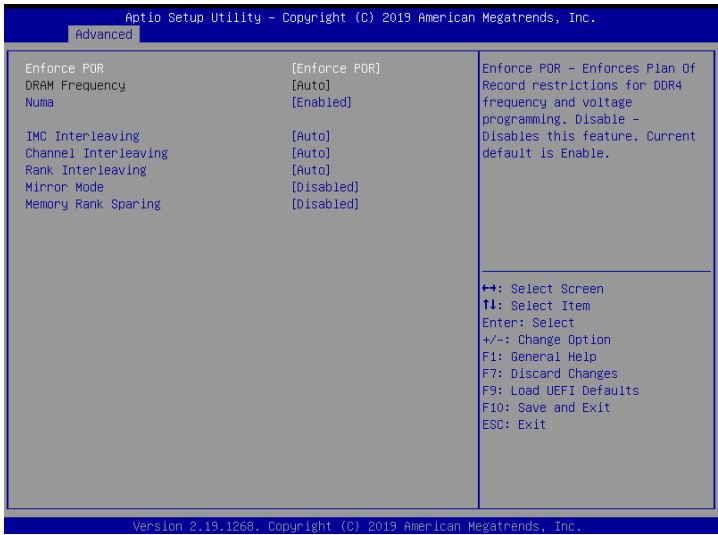 Aptio Setup Utility – Copyright (C) 2019 American Megatrends, Inc.
Advanced
Enforce POR [Enforce POR]
DRAM Frequency [Auto]
Numa [Enabled]
IMC Interleaving [Auto]
Channel Interleaving [Auto]
Rank Interleaving [Auto]
Mirror Mode [Disabled]
Memory Rank Sparing [Disabled]
Enforce POR – Enforces Plan Of
Record restrictions for DDR4
frequency and voltage
programming. Disable –
Disables this feature. Current
default is Enable.
↔: Select Screen
↑↓: Select Item
Enter: Select
+/-: Change Option
F1: General Help
F7: Discard Changes
F9: Load UEFI Defaults
F10: Save and Exit
ESC: Exit
Version 2.19.1268. Copyright (C) 2019 American Megatrends, Inc.